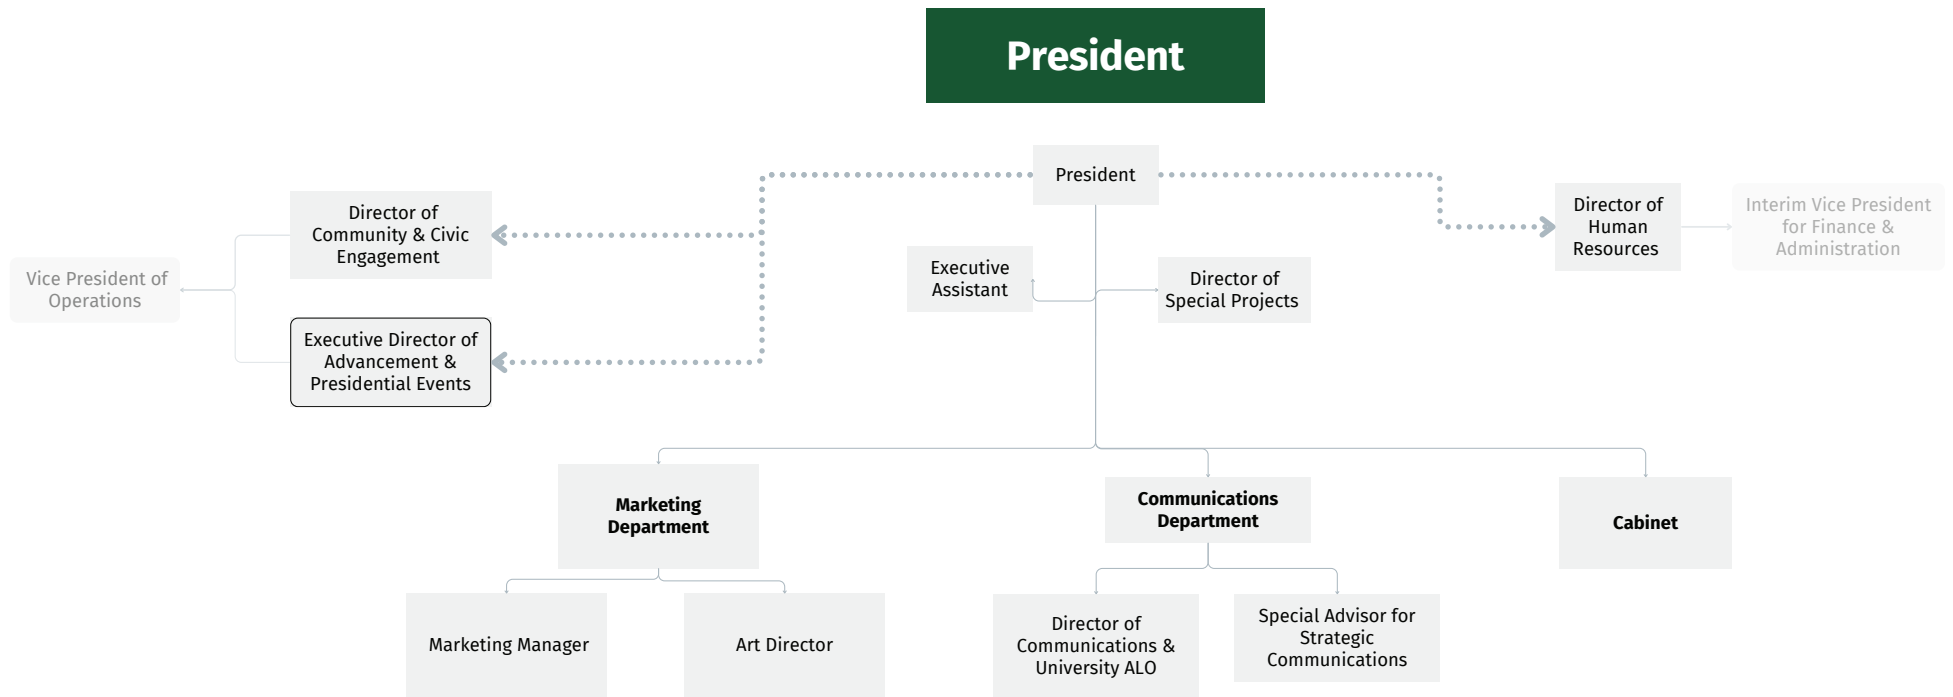 President
President
Director of
Community & Civic
Engagement
Director of
Human
Resources
Interim Vice President
for Finance &
Administration
Vice President of
Operations
Executive
Assistant
Director of
Special Projects
Executive Director of
Advancement &
Presidential Events
Marketing
Department
Communications
Department
Cabinet
Marketing Manager
Art Director
Director of
Communications &
University ALO
Special Advisor for
Strategic
Communications